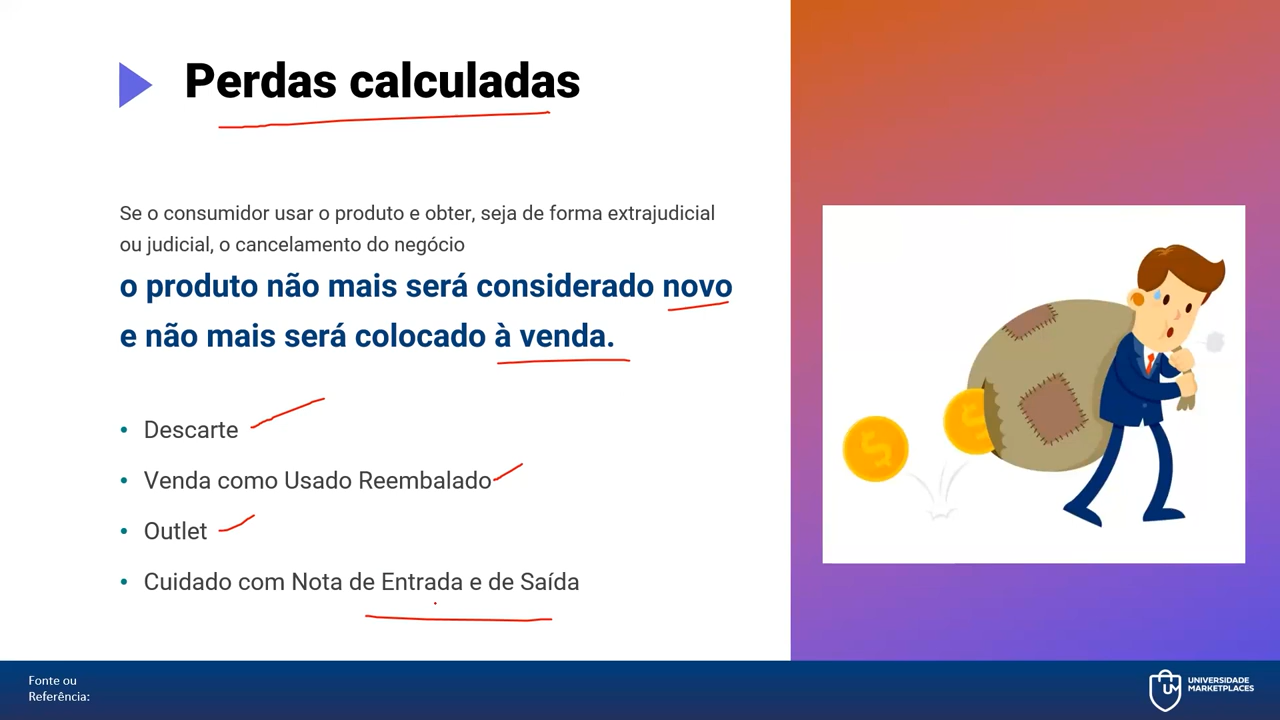 Perdas calculadas
Se o consumidor usar o produto e obter, seja de forma extrajudicial
ou judicial, o cancelamento do negócio
o produto não mais será considerado novo
e não mais será colocado à venda.
• Descarte
• Venda como Usado Reembalado
• Outlet
• Cuidado com Nota de Entrada e de Saída
Fonte ou
Referência:
UM
UNIVERSIDADE
MARKETPLACES